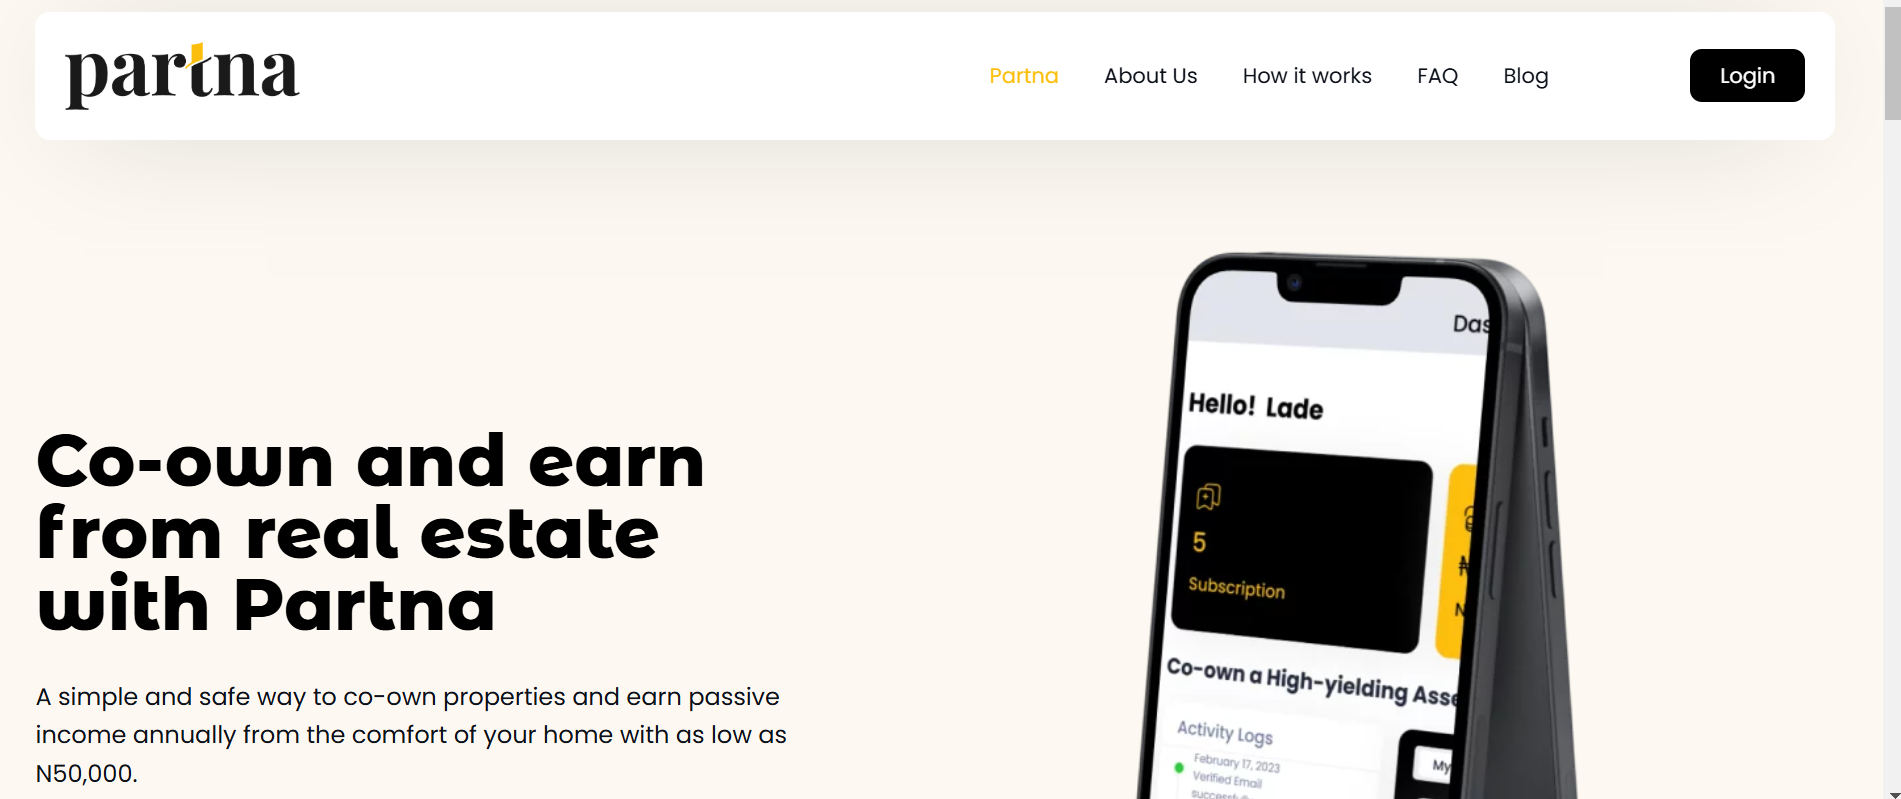 partna
Partna
About Us
How it works
FAQ
Blog
Login
Co-own and earn
from real estate
with Partna
A simple and safe way to co-own properties and earn passive
income annually from the comfort of your home with as low as
N50,000.
Das
Hello! Lade
5
Subscription
₦
N
Co-own a High-yielding Asse
Activity Logs
February 17, 2023
Verified Email
My